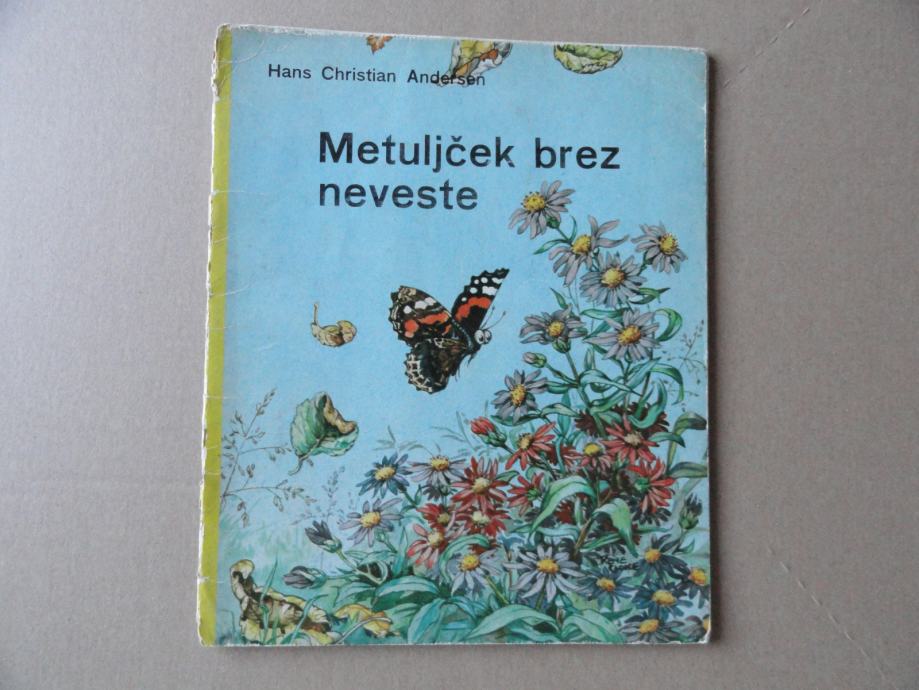 Hans Christian Andersen
Metuljček brez
neveste